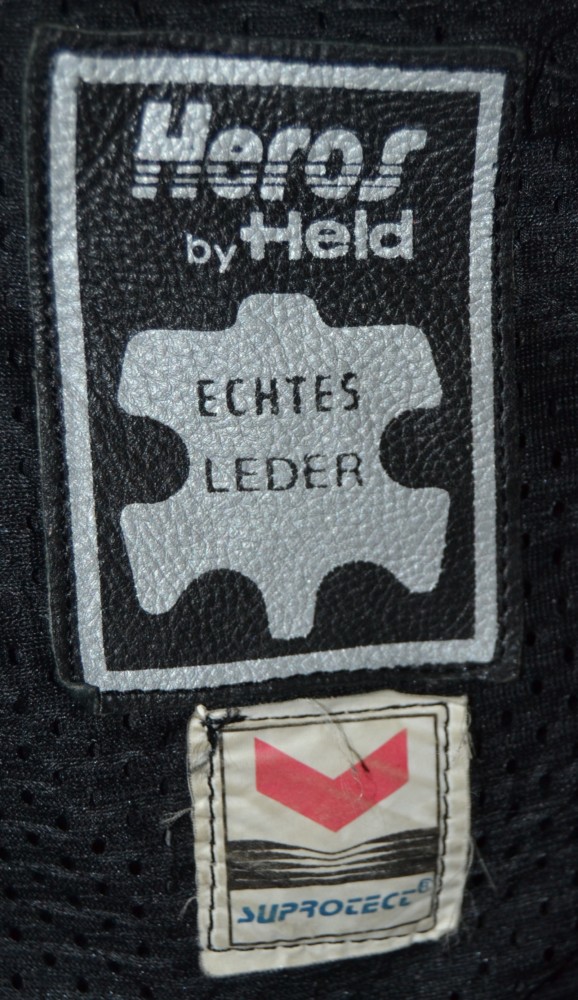 Heros
by Held
ECHTES
LEDER
SUPROTECT®